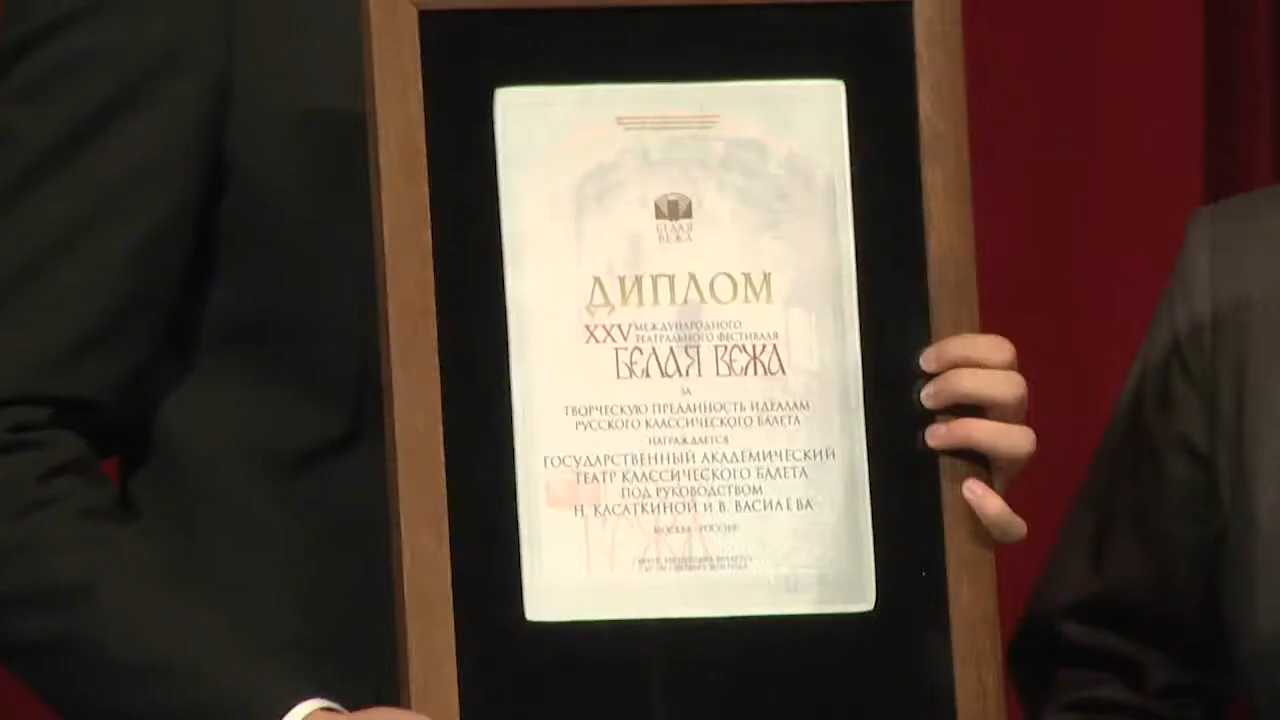 БЕЛАЯ
ВЕЖА
ДИПЛОМ
XXV МЕЖДУНАРОДНОГО
ТЕАТРАЛЬНОГО ФЕСТИВАЛЯ
БЕЛАЯ ВЕЖА
ЗА
ТВОРЧЕСКУЮ ПРЕДАННОСТЬ ИДЕАЛАМ
РУССКОГО КЛАССИЧЕСКОГО БАЛЕТА
НАГРАЖДАЕТСЯ
ГОСУДАРСТВЕННЫЙ АКАДЕМИЧЕСКИЙ
ТЕАТР КЛАССИЧЕСКОГО БАЛЕТА
ПОД РУКОВОДСТВОМ
Н. КАСАТКИНОЙ И В. ВАСИЛЁВА
МОСКВА - РОССИЯ